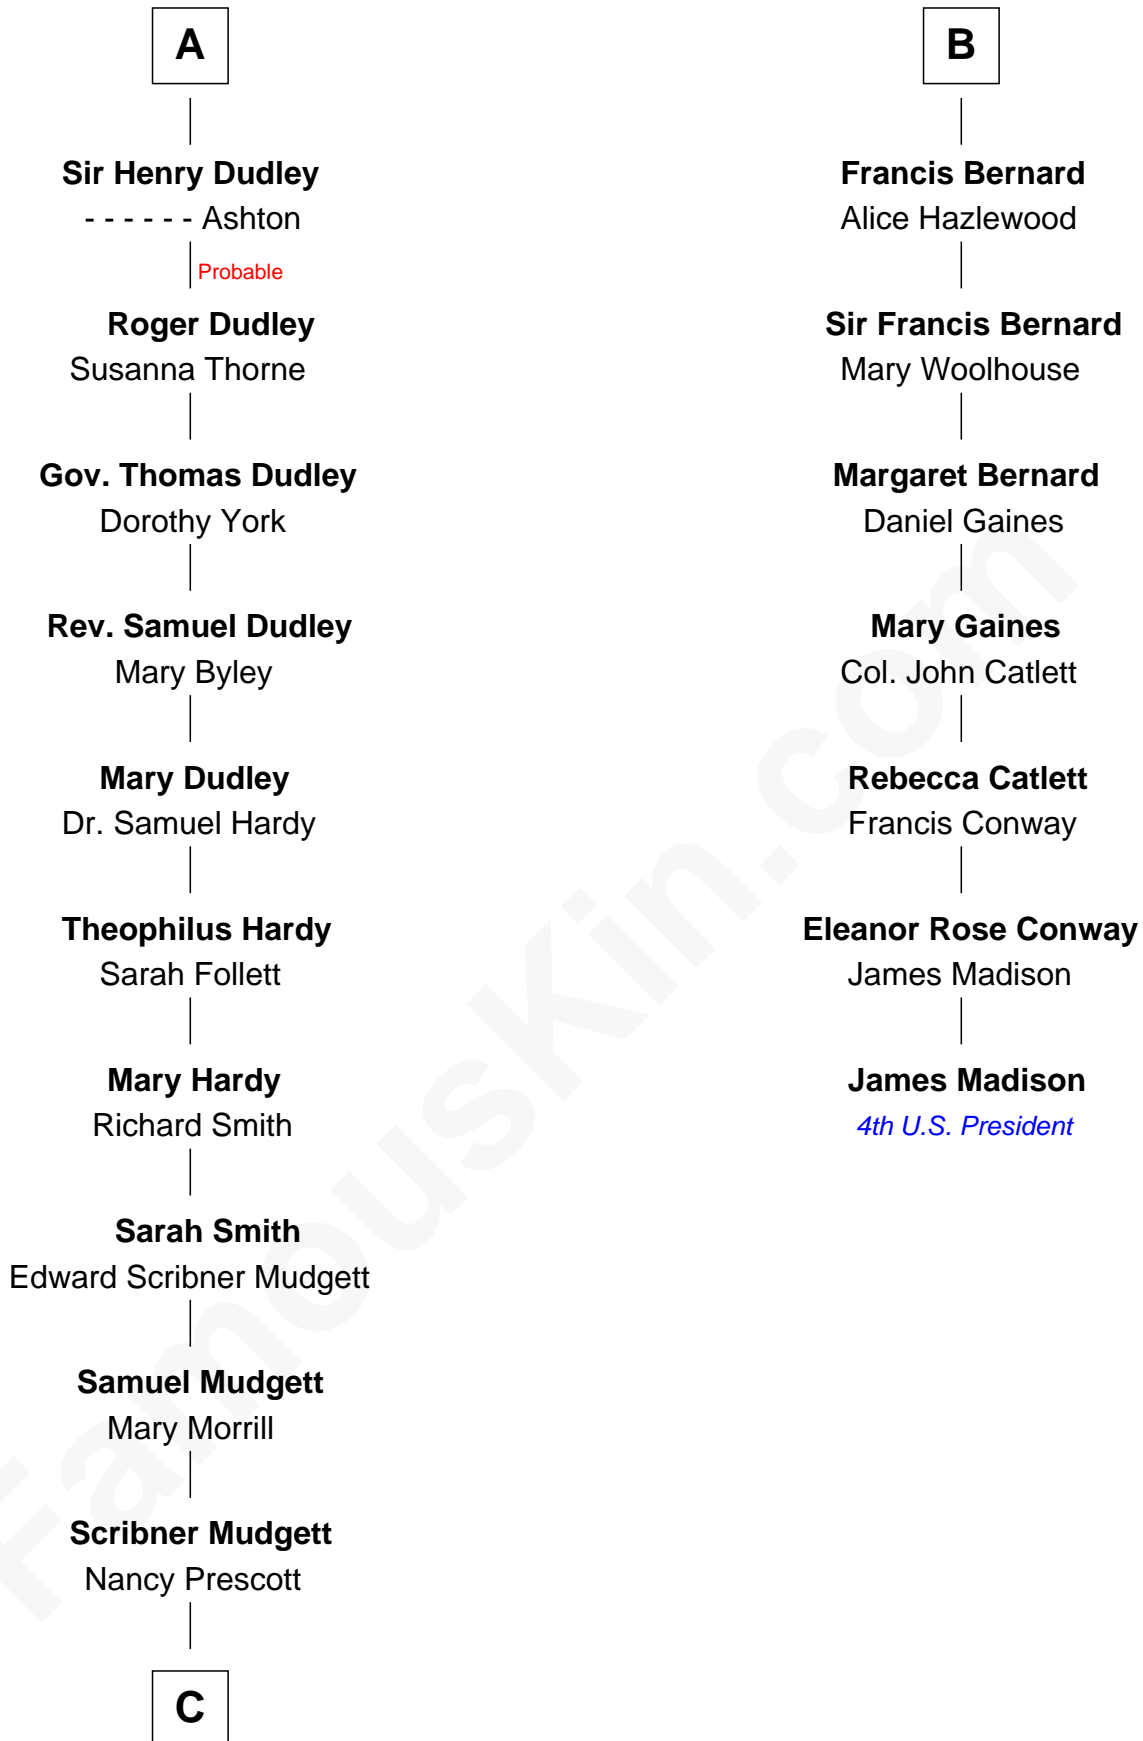 A
Sir Henry Dudley
- - - - - - Ashton
Probable
Roger Dudley
Susanna Thorne
Gov. Thomas Dudley
Dorothy York
Rev. Samuel Dudley
Mary Byley
Mary Dudley
Dr. Samuel Hardy
Theophilus Hardy
Sarah Follett
Mary Hardy
Richard Smith
Sarah Smith
Edward Scribner Mudgett
Samuel Mudgett
Mary Morrill
Scribner Mudgett
Nancy Prescott
C
B
Francis Bernard
Alice Hazlewood
Sir Francis Bernard
Mary Woolhouse
Margaret Bernard
Daniel Gaines
Mary Gaines
Col. John Catlett
Rebecca Catlett
Francis Conway
Eleanor Rose Conway
James Madison
James Madison
4th U.S. President
FamousKin.com